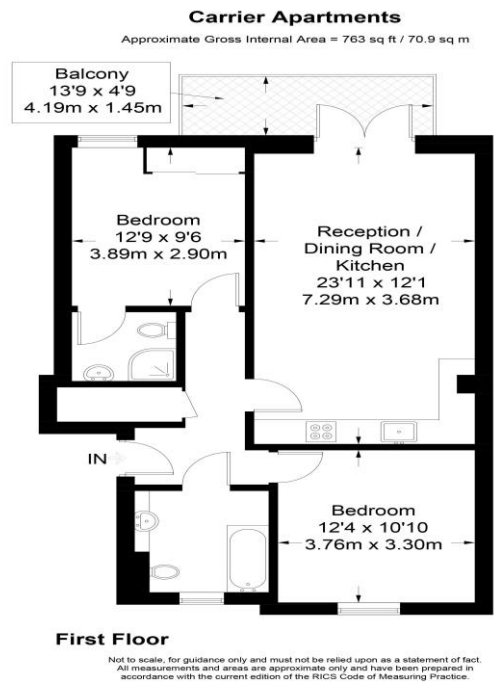 Carrier Apartments
Approximate Gross Internal Area = 763 sq ft / 70.9 sq m
Balcony
13'9 x 4'9
4.19m x 1.45m
Bedroom
12'9 x 9'6
3.89m x 2.90m
Reception /
Dining Room /
Kitchen
23'11 x 12'1
7.29m x 3.68m
IN
Bedroom
12'4 x 10'10
3.76m x 3.30m
First Floor
Not to scale, for guidance only and must not be relied upon as a statement of fact.
All measurements and areas are approximate only and have been prepared in
accordance with the current edition of the RICS Code of Measuring Practice.